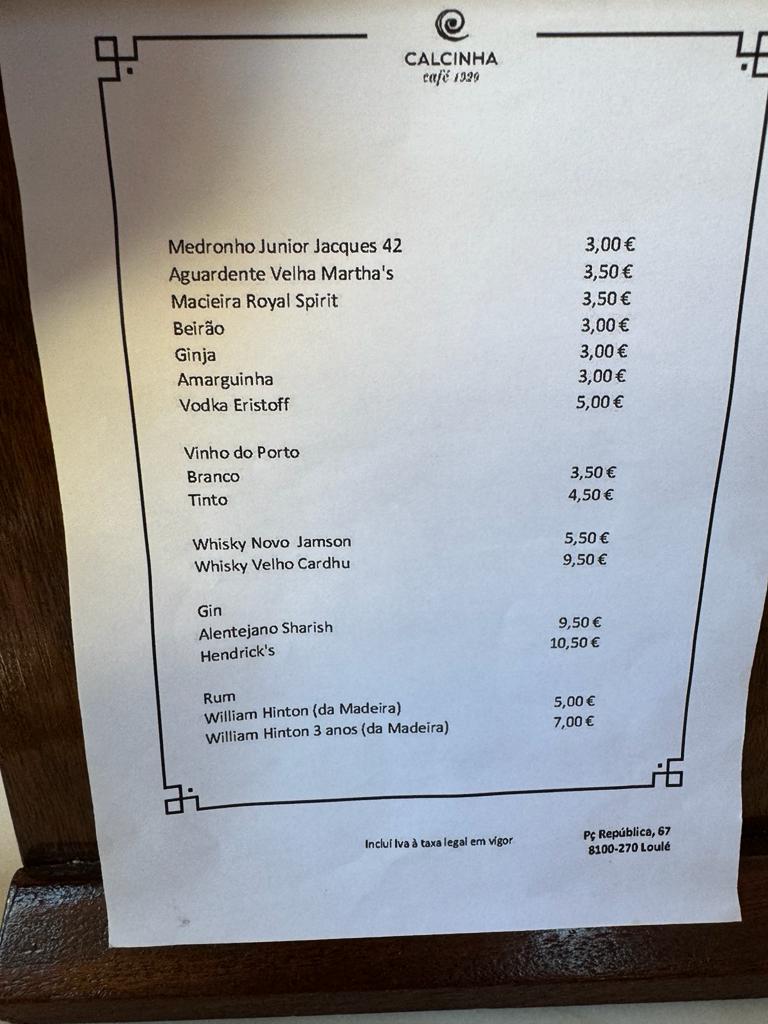 CALCINHA
café 1929
Medronho Junior Jacques 42 3,00 €
Aguardente Velha Martha's 3,50 €
Macieira Royal Spirit 3,50 €
Beirão 3,00 €
Ginja 3,00 €
Amarguinha 3,00 €
Vodka Eristoff 5,00 €
Vinho do Porto
Branco 3,50 €
Tinto 4,50 €
Whisky Novo Jamson 5,50 €
Whisky Velho Cardhu 9,50 €
Gin
Alentejano Sharish 9,50 €
Hendrick's 10,50 €
Rum
William Hinton (da Madeira) 5,00 €
William Hinton 3 anos (da Madeira) 7,00 €
Incluí Iva à taxa legal em vigor
Pç República, 67
8100-270 Loulé